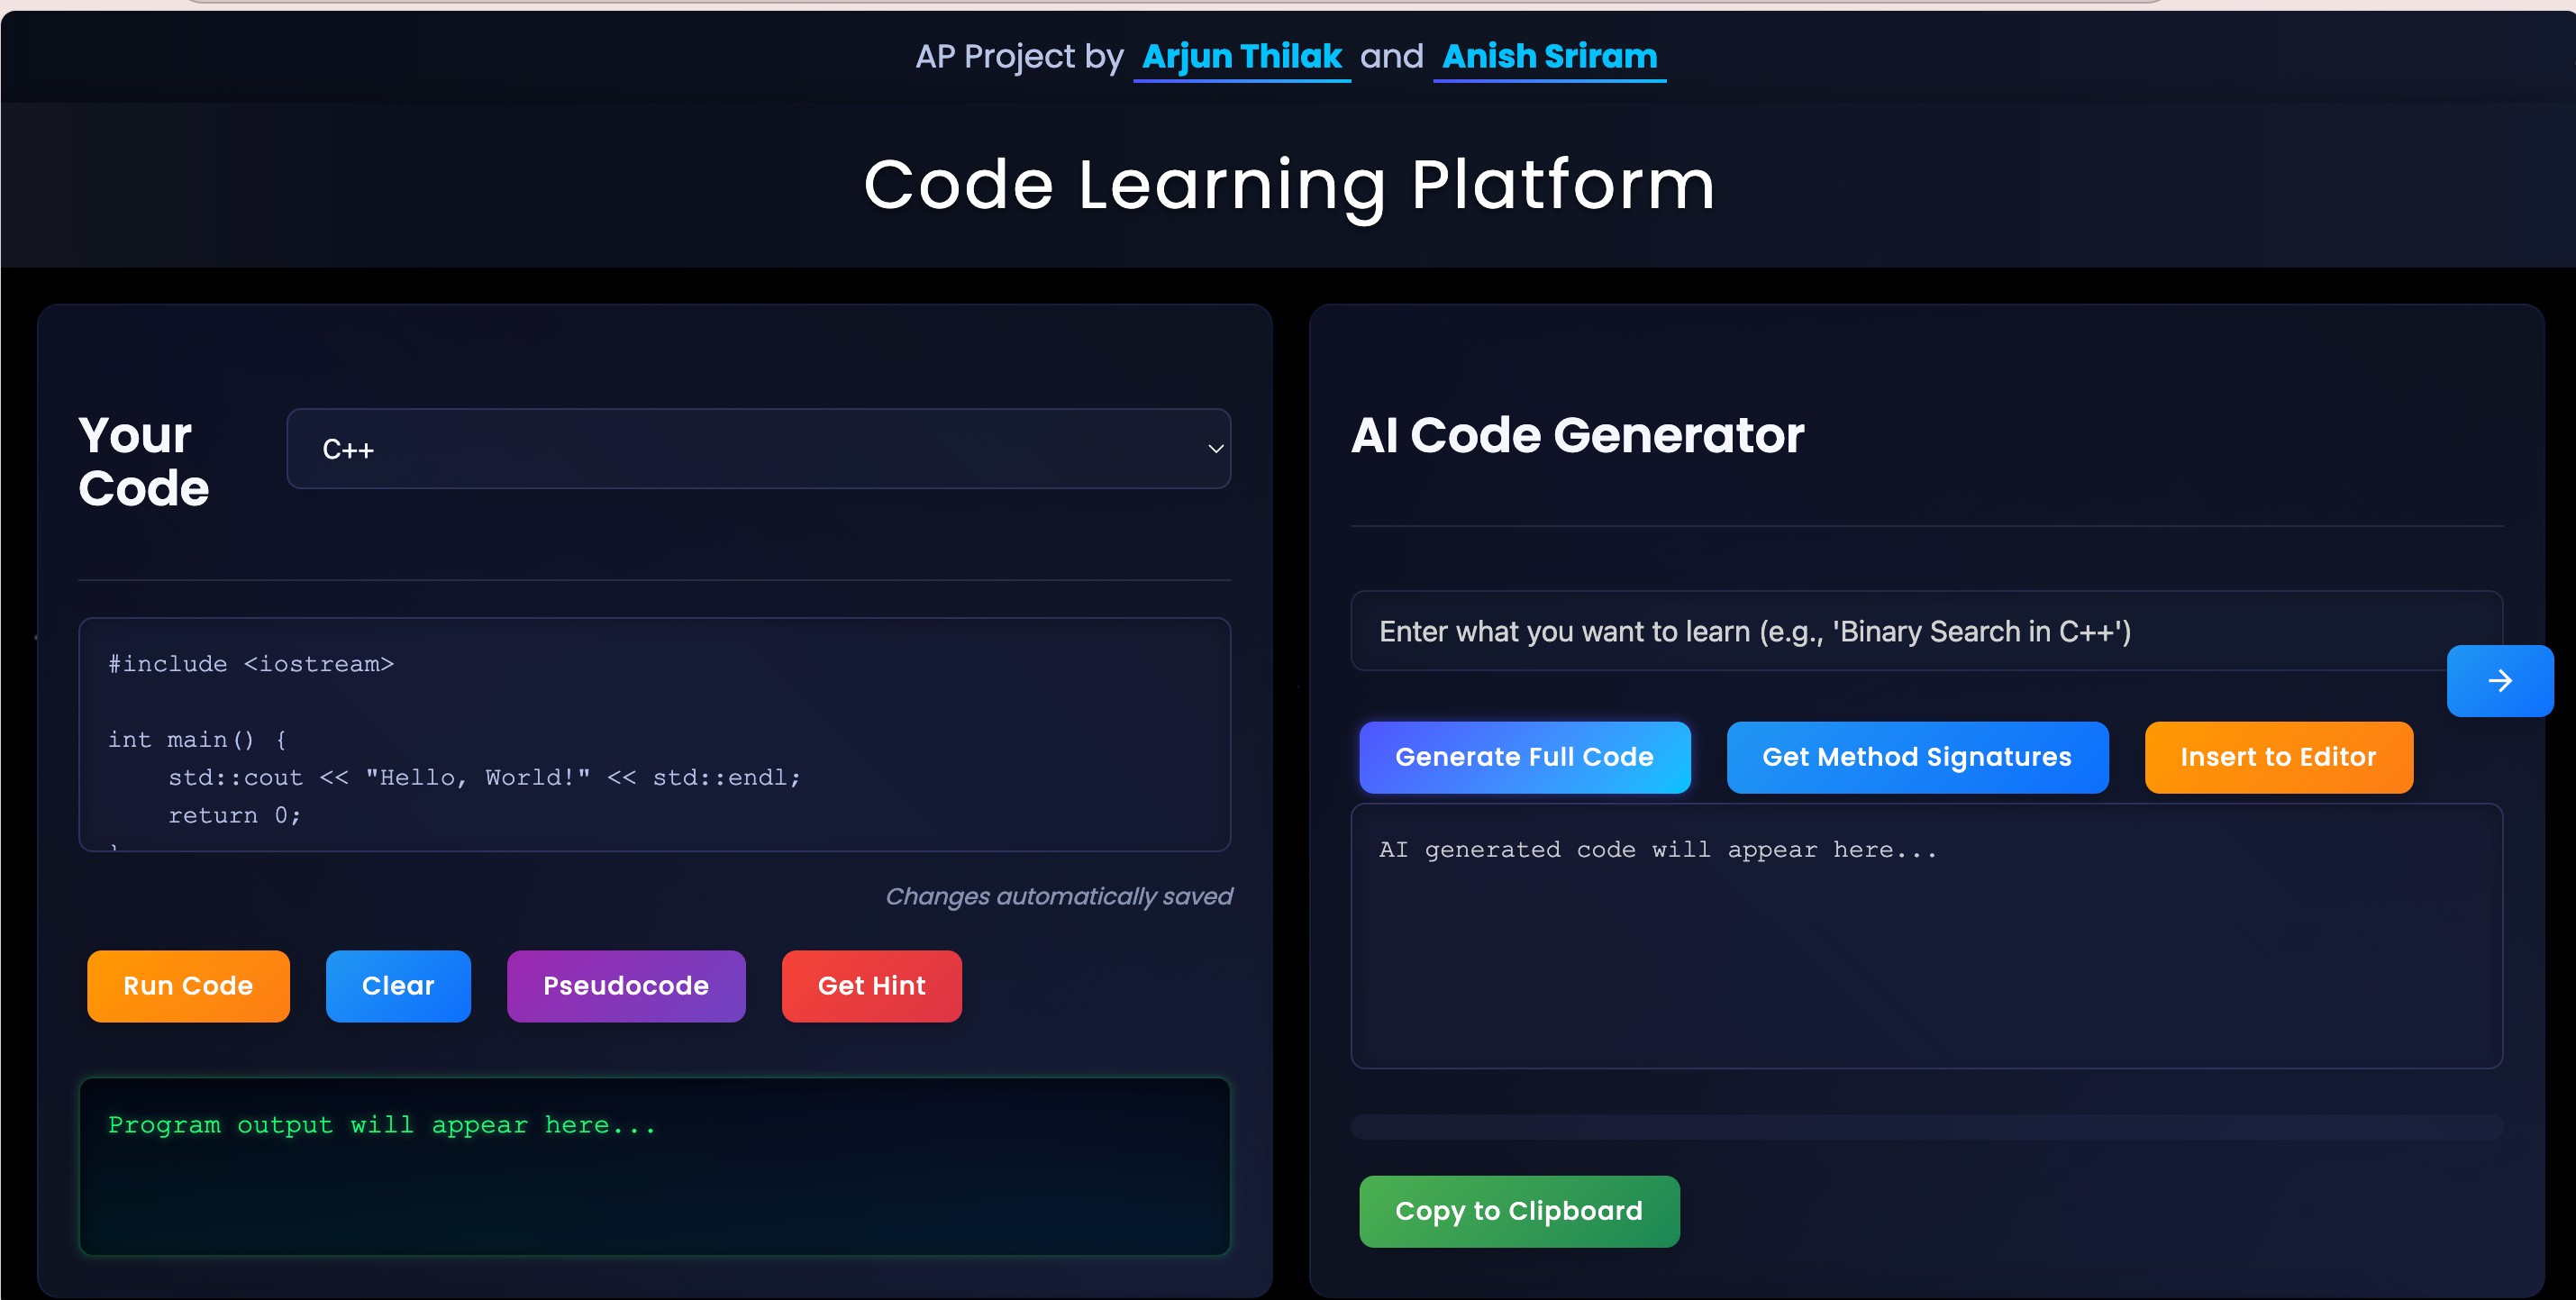 AP Project by Arjun Thilak and Anish Sriram
Code Learning Platform
Your
Code
C++
#include <iostream>
int main() {
    std::cout << "Hello, World!" << std::endl;
    return 0;
Changes automatically saved
Run Code
Clear
Pseudocode
Get Hint
Program output will appear here...
AI Code Generator
Enter what you want to learn (e.g., 'Binary Search in C++')
→
Generate Full Code
Get Method Signatures
Insert to Editor
AI generated code will appear here...
Copy to Clipboard